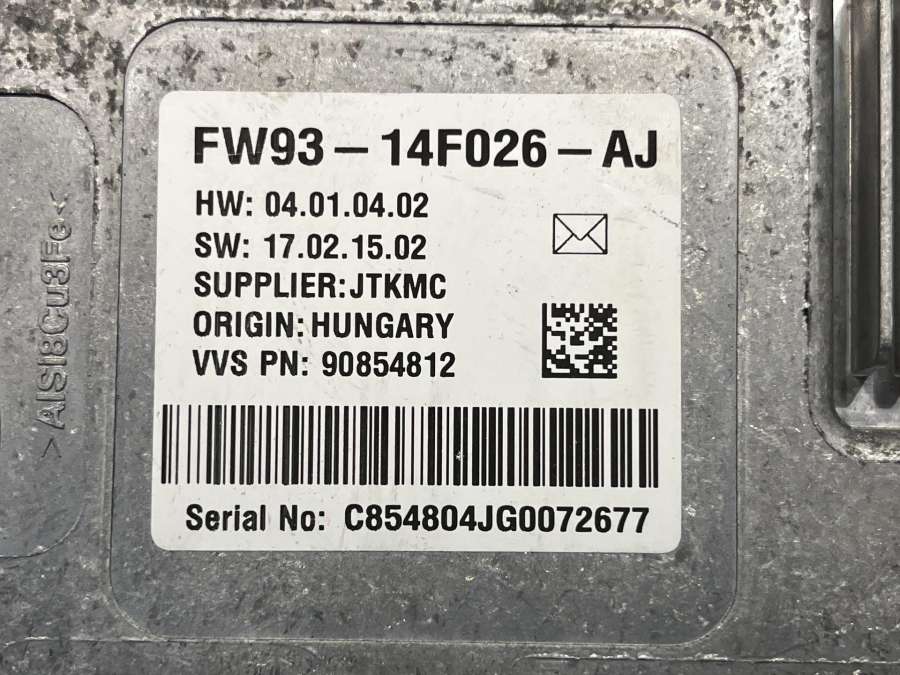 FW93-14F026-AJ
HW: 04.01.04.02
SW: 17.02.15.02
SUPPLIER:JTKMC
ORIGIN:HUNGARY
VVS PN: 90854812
Serial No: C854804JG0072677
>AlSi8Cu3Fe<